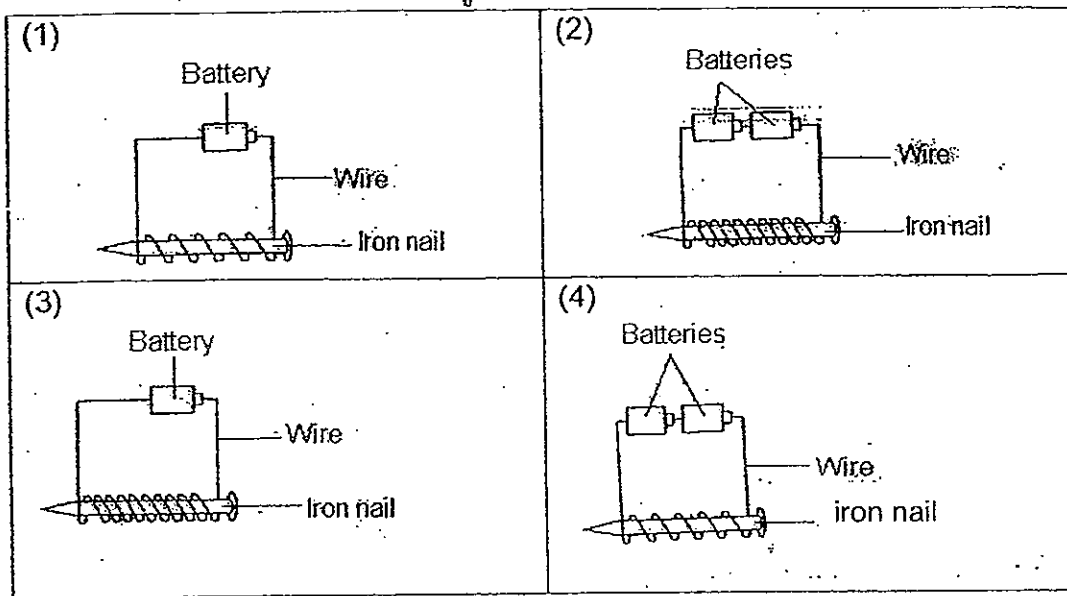 (1)
Battery
Wire
Iron nail
(2)
Batteries
Wire
Iron nail
(3)
Battery
Wire
Iron nail
(4)
Batteries
Wire
iron nail